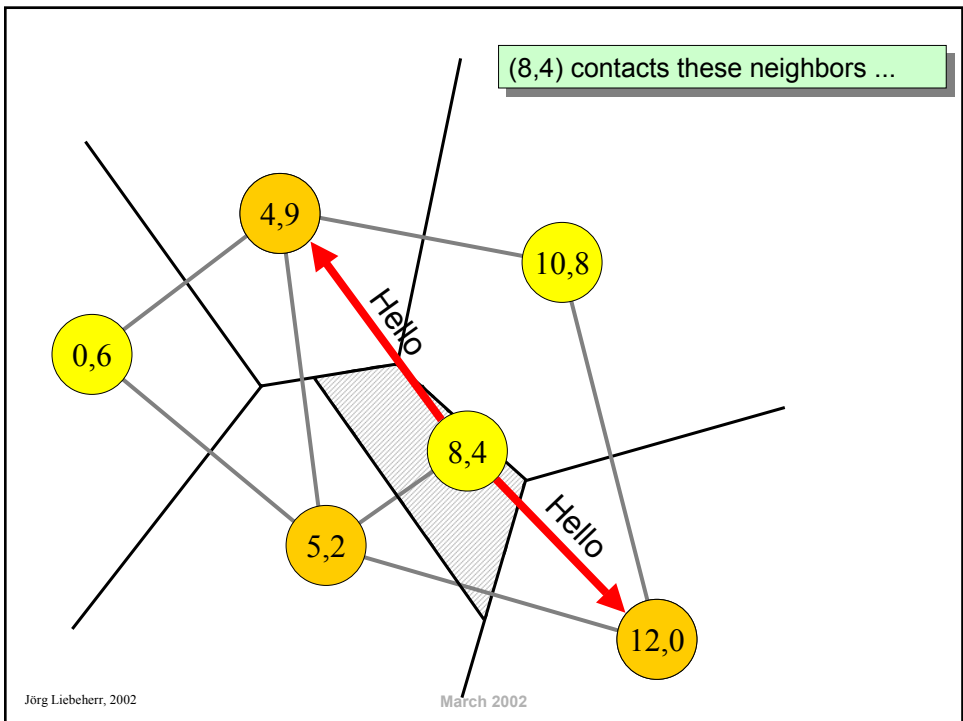 (8,4) contacts these neighbors ...
4,9
10,8
Hello
0,6
8,4
Hello
5,2
12,0
Jörg Liebeherr, 2002
March 2002